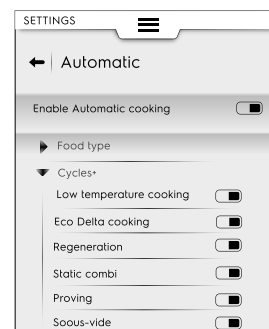 SETTINGS
Automatic
Enable Automatic cooking
Food type
Cycles+
Low temperature cooking
Eco Delta cooking
Regeneration
Static combi
Proving
Soous-vide